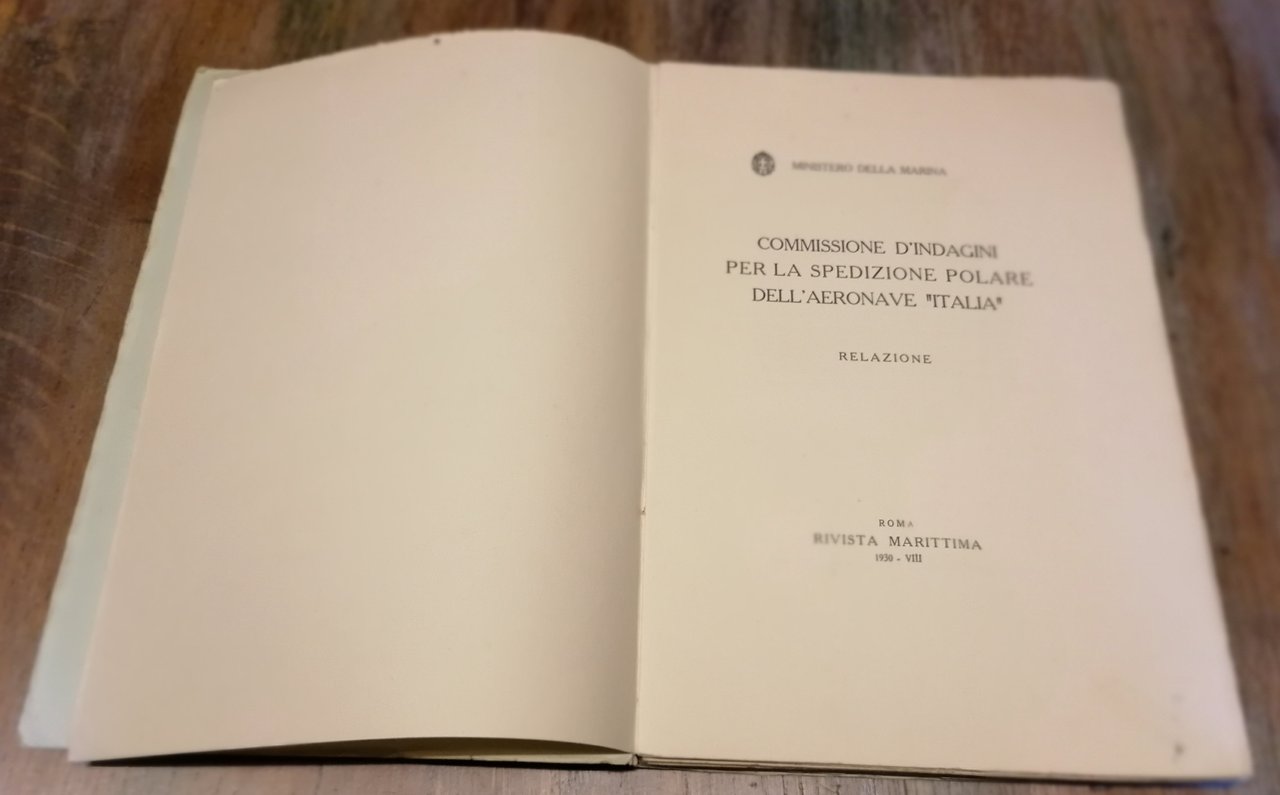 MINISTERO DELLA MARINA
COMMISSIONE D'INDAGINI
PER LA SPEDIZIONE POLARE
DELL'AERONAVE "ITALIA"
RELAZIONE
ROMA
RIVISTA MARITTIMA
1930 - VIII